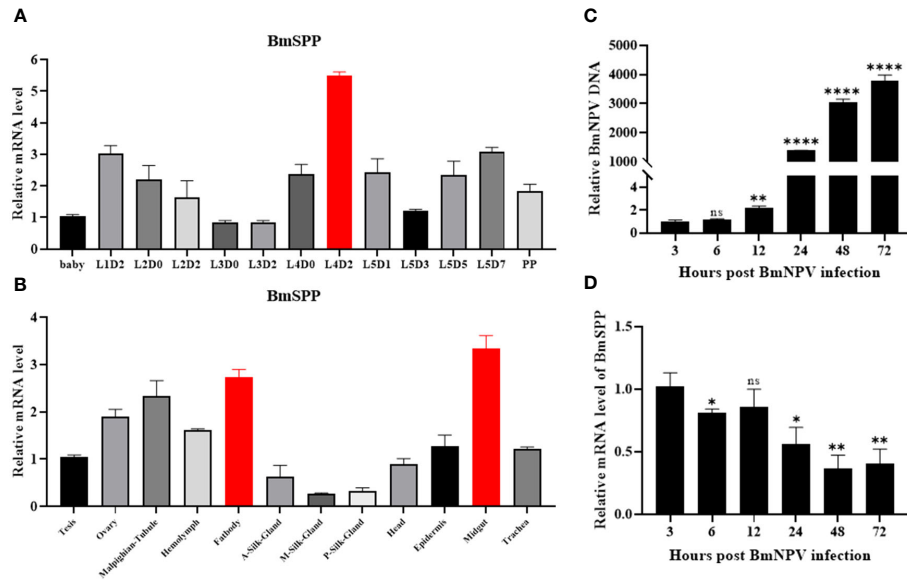 A
BmSPP
Relative mRNA level
6
5
4
3
2
1
0
baby L1D2 L2D0 L2D2 L3D0 L3D2 L4D0 L4D2 L5D1 L5D3 L5D5 L5D7 PP
B
BmSPP
Relative mRNA level
4
3
2
1
0
Tesis Ovary Malpighian-Tubule Hemolymph Fatbody A-Silk-Gland M-Silk-Gland P-Silk-Gland Head Epidermis Midgut Trachea
C
Relative BmNPV DNA
5000
4000
3000
2000
1000
4
2
0
ns ** **** **** ****
3 6 12 24 48 72
Hours post BmNPV infection
D
Relative mRNA level of BmSPP
1.5
1.0
0.5
0.0
* ns * ** **
3 6 12 24 48 72
Hours post BmNPV infection